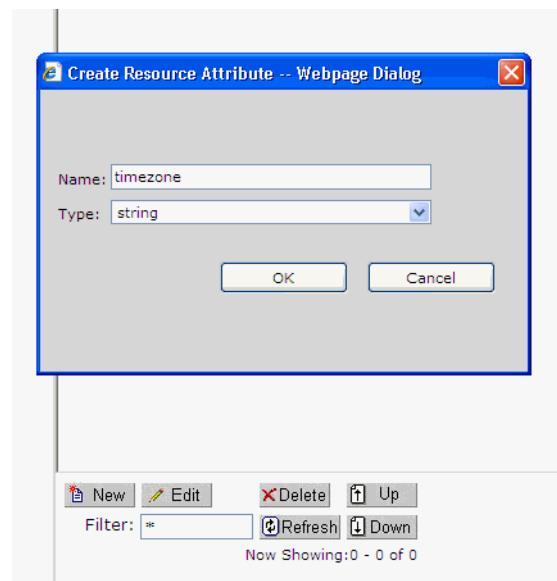 Create Resource Attribute -- Webpage Dialog
Name: timezone
Type: string
OK Cancel
New Edit Delete Up
Filter: * Refresh Down
Now Showing:0 - 0 of 0